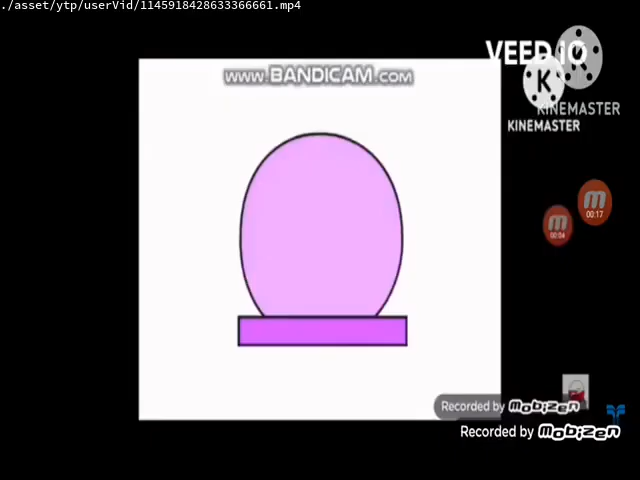 ./asset/ytp/userVid/1145918428633366661.mp4
VEED.IO
www.BANDICAM.com
K
K
KINEMASTER
KINEMASTER
00:17
00:04
Recorded by Mobizen
Recorded by Mobizen